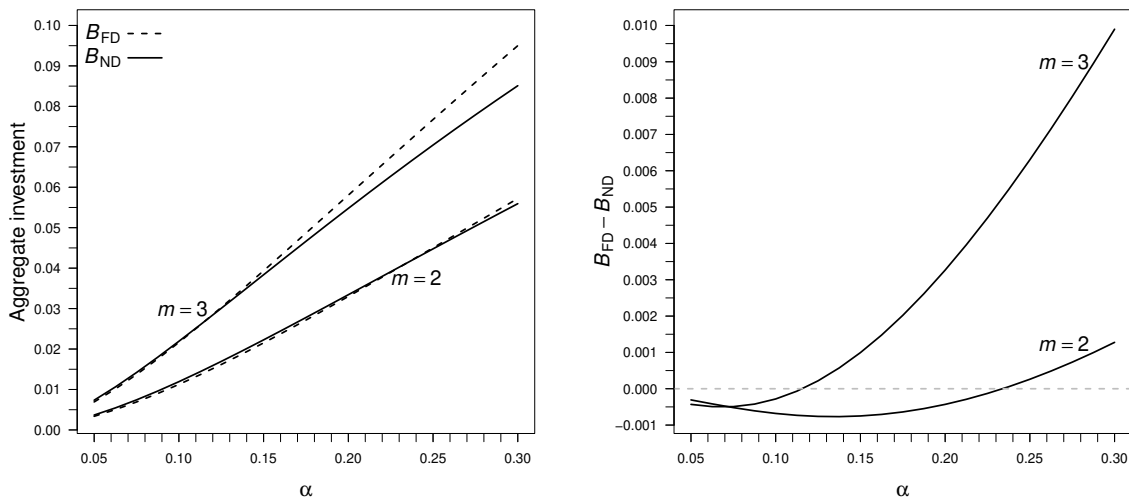 0.10
0.09
0.08
0.07
0.06
0.05
0.04
0.03
0.02
0.01
0.00
Aggregate investment
B_FD
B_ND
m = 3
m = 2
0.05 0.10 0.15 0.20 0.25 0.30
α
0.010
0.009
0.008
0.007
0.006
0.005
0.004
0.003
0.002
0.001
0.000
−0.001
B_FD − B_ND
m = 3
m = 2
0.05 0.10 0.15 0.20 0.25 0.30
α